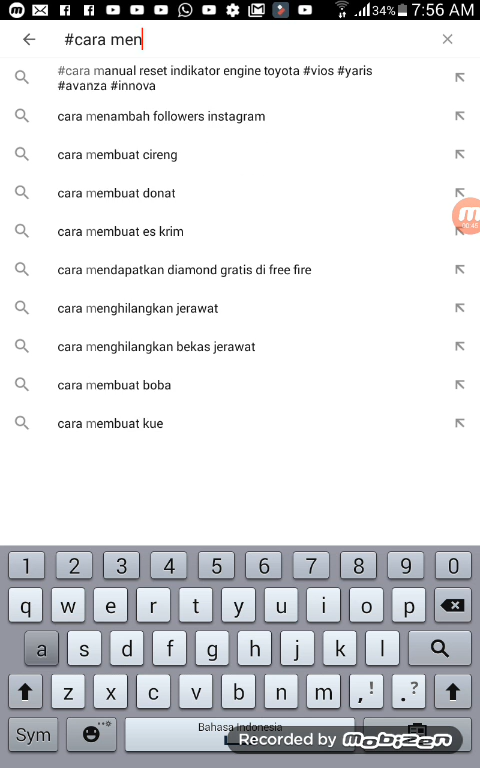 34% 7:56 AM
#cara men
#cara manual reset indikator engine toyota #vios #yaris
#avanza #innova
cara menambah followers instagram
cara membuat cireng
cara membuat donat
cara membuat es krim
00:46
cara mendapatkan diamond gratis di free fire
cara menghilangkan jerawat
cara menghilangkan bekas jerawat
cara membuat boba
cara membuat kue
1 2 3 4 5 6 7 8 9 0
q w e r t y u i o p
a s d f g h j k l
z x c v b n m , ! . ?
Sym Bahasa Indonesia
Recorded by mobizen